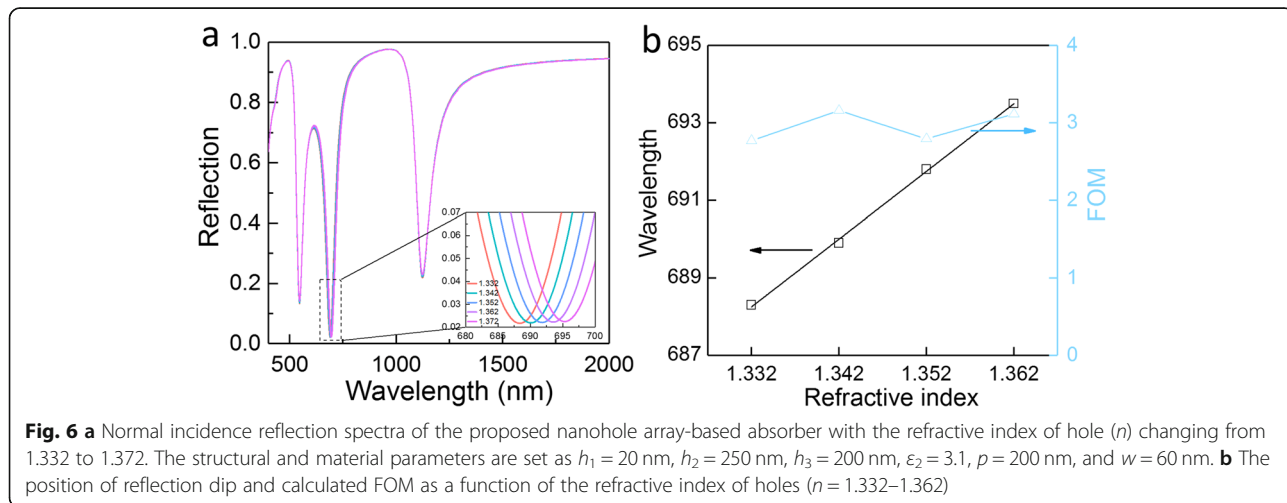 a
1.0
0.8
0.6
0.4
0.2
0.0
Reflection
500
1000
1500
2000
Wavelength (nm)
0.07
0.06
0.05
0.04
0.03
0.02
1.332
1.342
1.352
1.362
1.372
680 685 690 695 700
b
695
693
691
689
687
Wavelength
4
3
2
1
0
FOM
1.332 1.342 1.352 1.362
Refractive index
Fig. 6 a Normal incidence reflection spectra of the proposed nanohole array-based absorber with the refractive index of hole (n) changing from
1.332 to 1.372. The structural and material parameters are set as h₁ = 20 nm, h₂ = 250 nm, h₃ = 200 nm, ε₂ = 3.1, p = 200 nm, and w = 60 nm. b The
position of reflection dip and calculated FOM as a function of the refractive index of holes (n = 1.332–1.362)